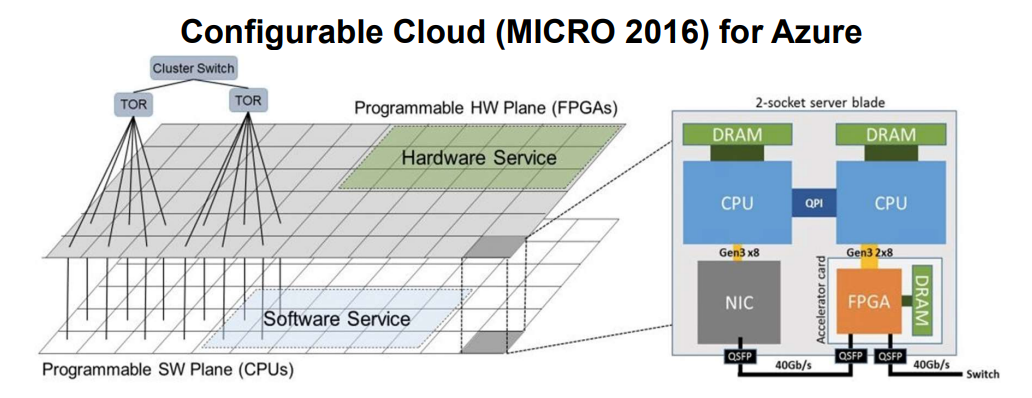 Configurable Cloud (MICRO 2016) for Azure
Cluster Switch
TOR
TOR
Programmable HW Plane (FPGAs)
Hardware Service
Software Service
Programmable SW Plane (CPUs)
2-socket server blade
DRAM
DRAM
CPU
QPI
CPU
Gen3 x8
Gen3 2x8
NIC
Accelerator card
FPGA
DRAM
QSFP
QSFP
QSFP
40Gb/s
40Gb/s
Switch